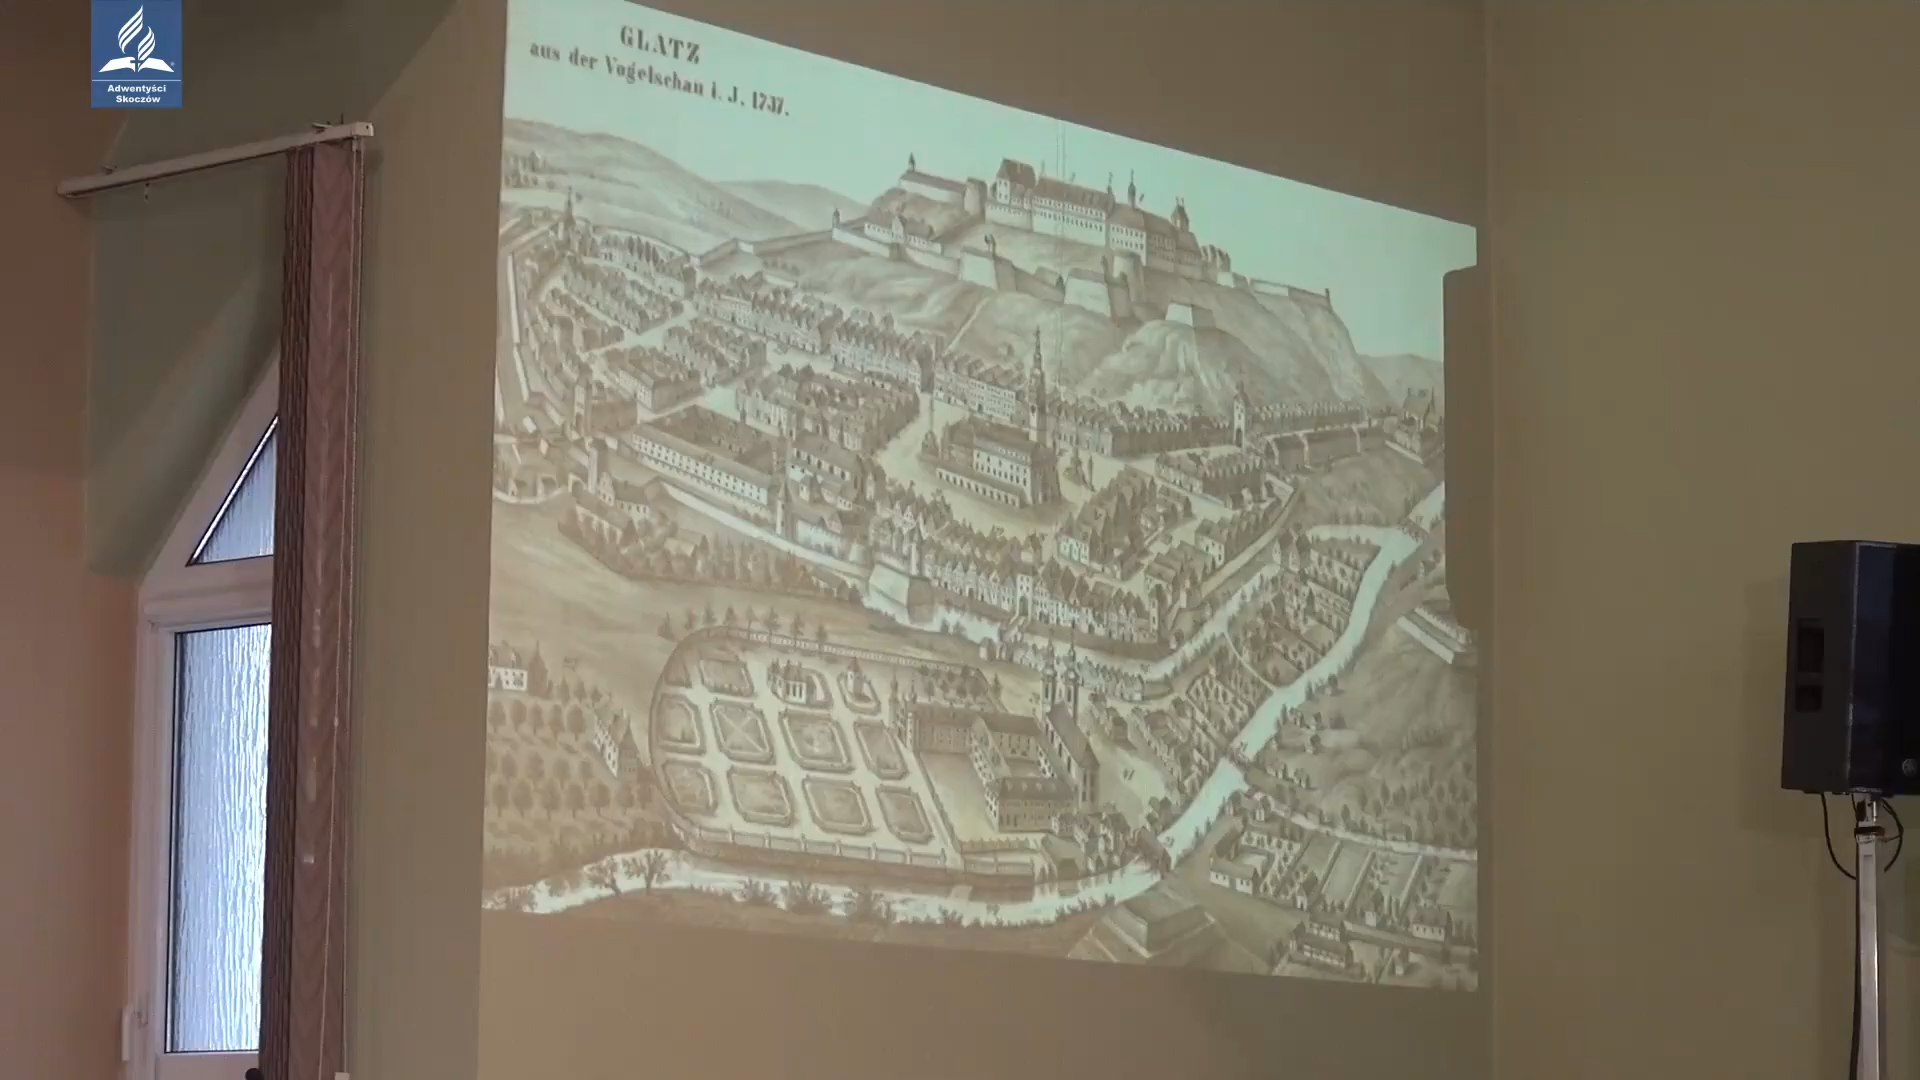 Adwentyści
Skoczów
GLATZ
aus der Vogelschau i. J. 1737.